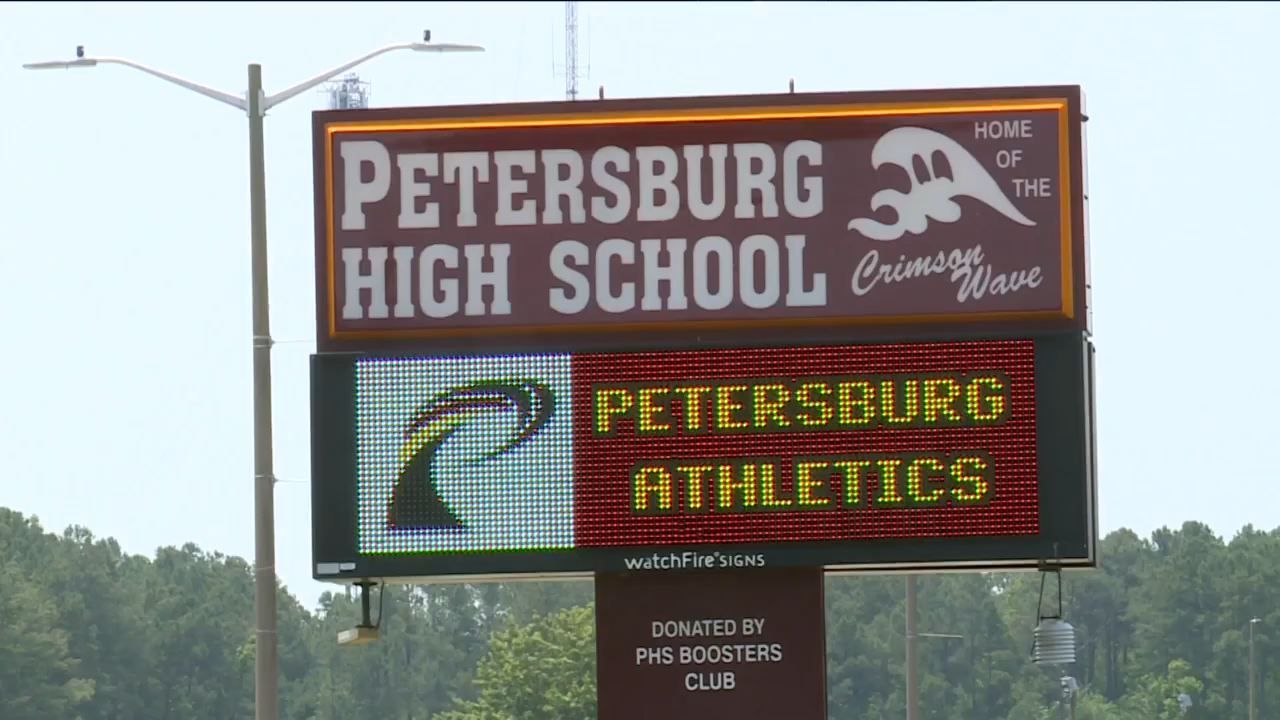 PETERSBURG
HIGH SCHOOL
HOME
OF
THE
Crimson
Wave
PETERSBURG
ATHLETICS
watchFire SIGNS
DONATED BY
PHS BOOSTERS
CLUB